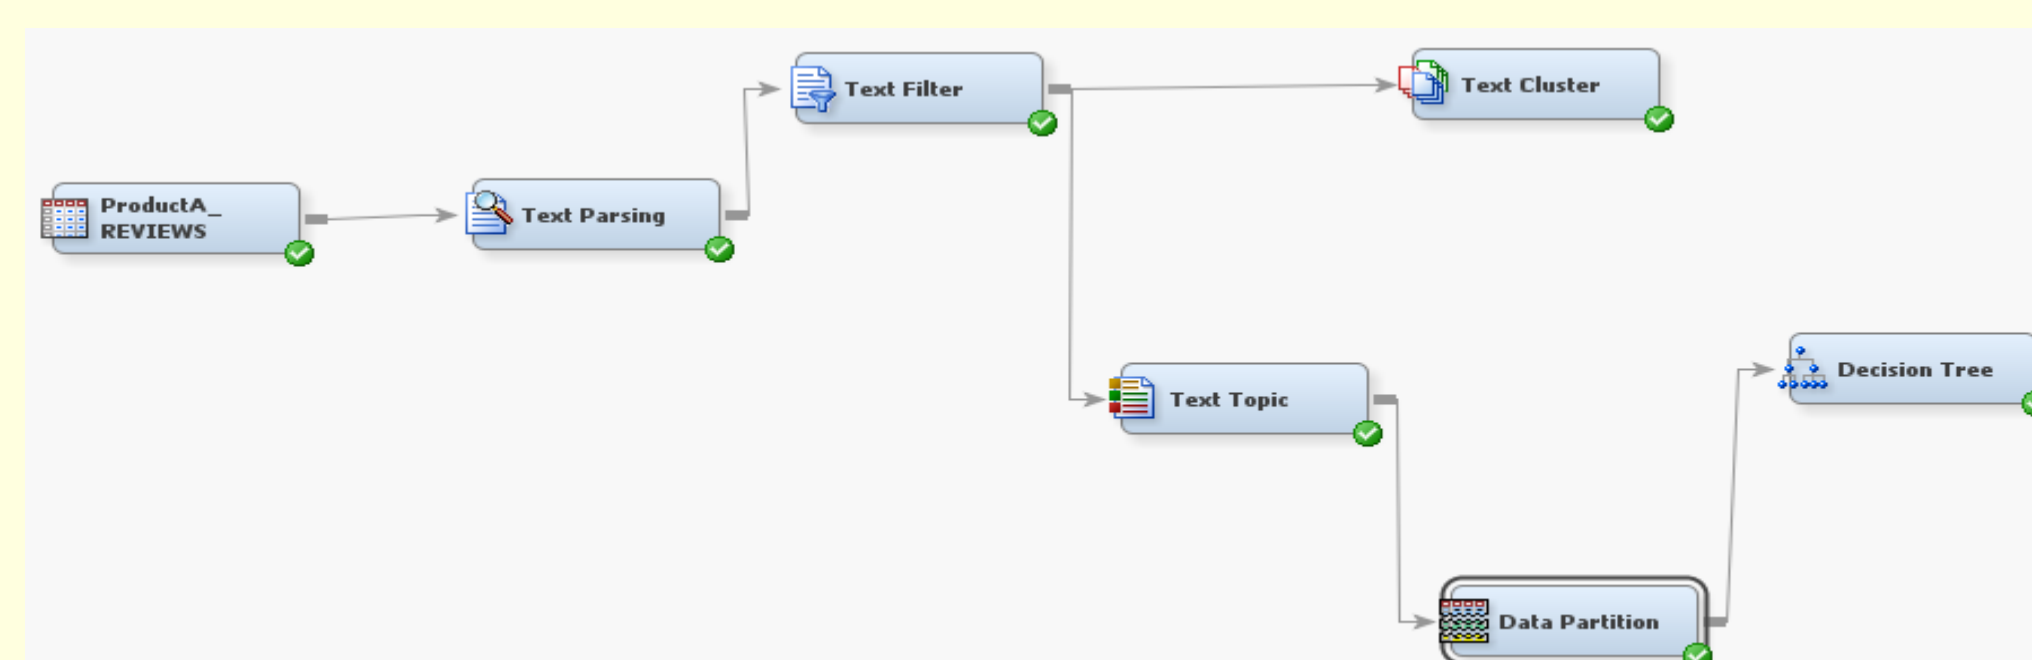 Text Filter
Text Cluster
ProductA_
REVIEWS
Text Parsing
Text Topic
Decision Tree
Data Partition